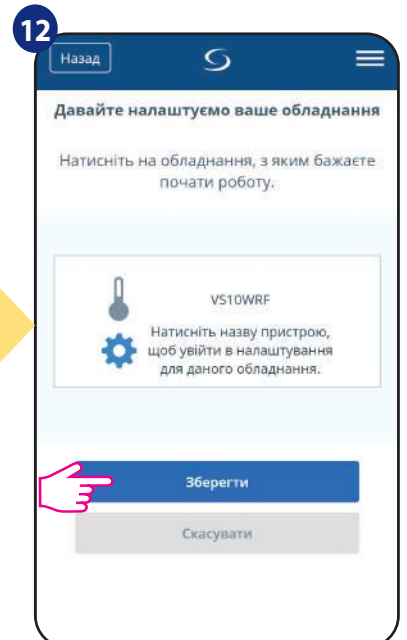 12
Назад
Давайте налаштуємо ваше обладнання
Натисніть на обладнання, з яким бажаєте
почати роботу.
VS10WRF
Натисніть назву пристрою,
щоб увійти в налаштування
для даного обладнання.
Зберегти
Скасувати